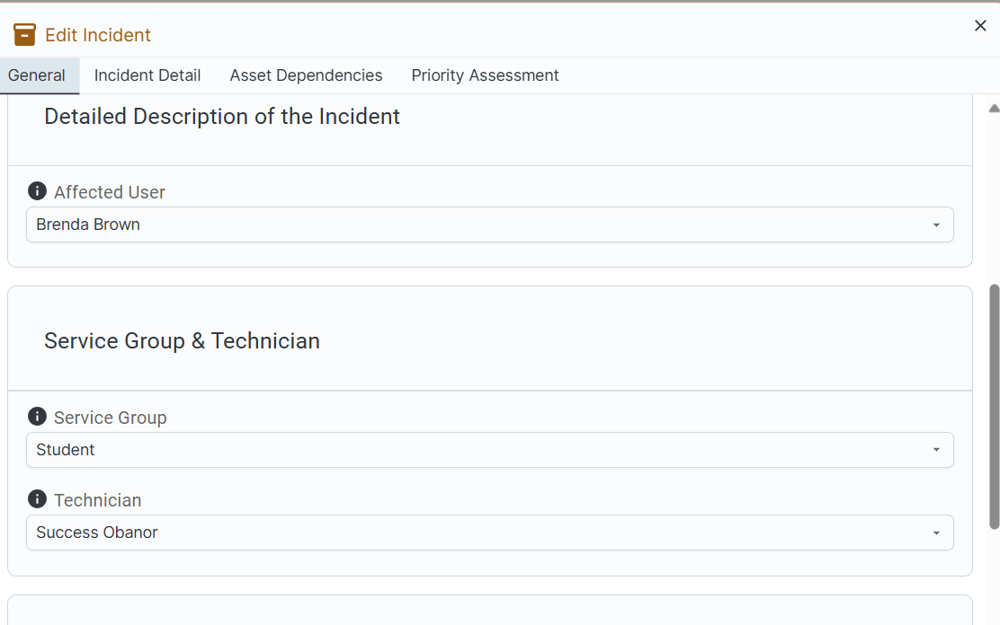 Edit Incident
General Incident Detail Asset Dependencies Priority Assessment
Detailed Description of the Incident
Affected User
Brenda Brown
Service Group & Technician
Service Group
Student
Technician
Success Obanor